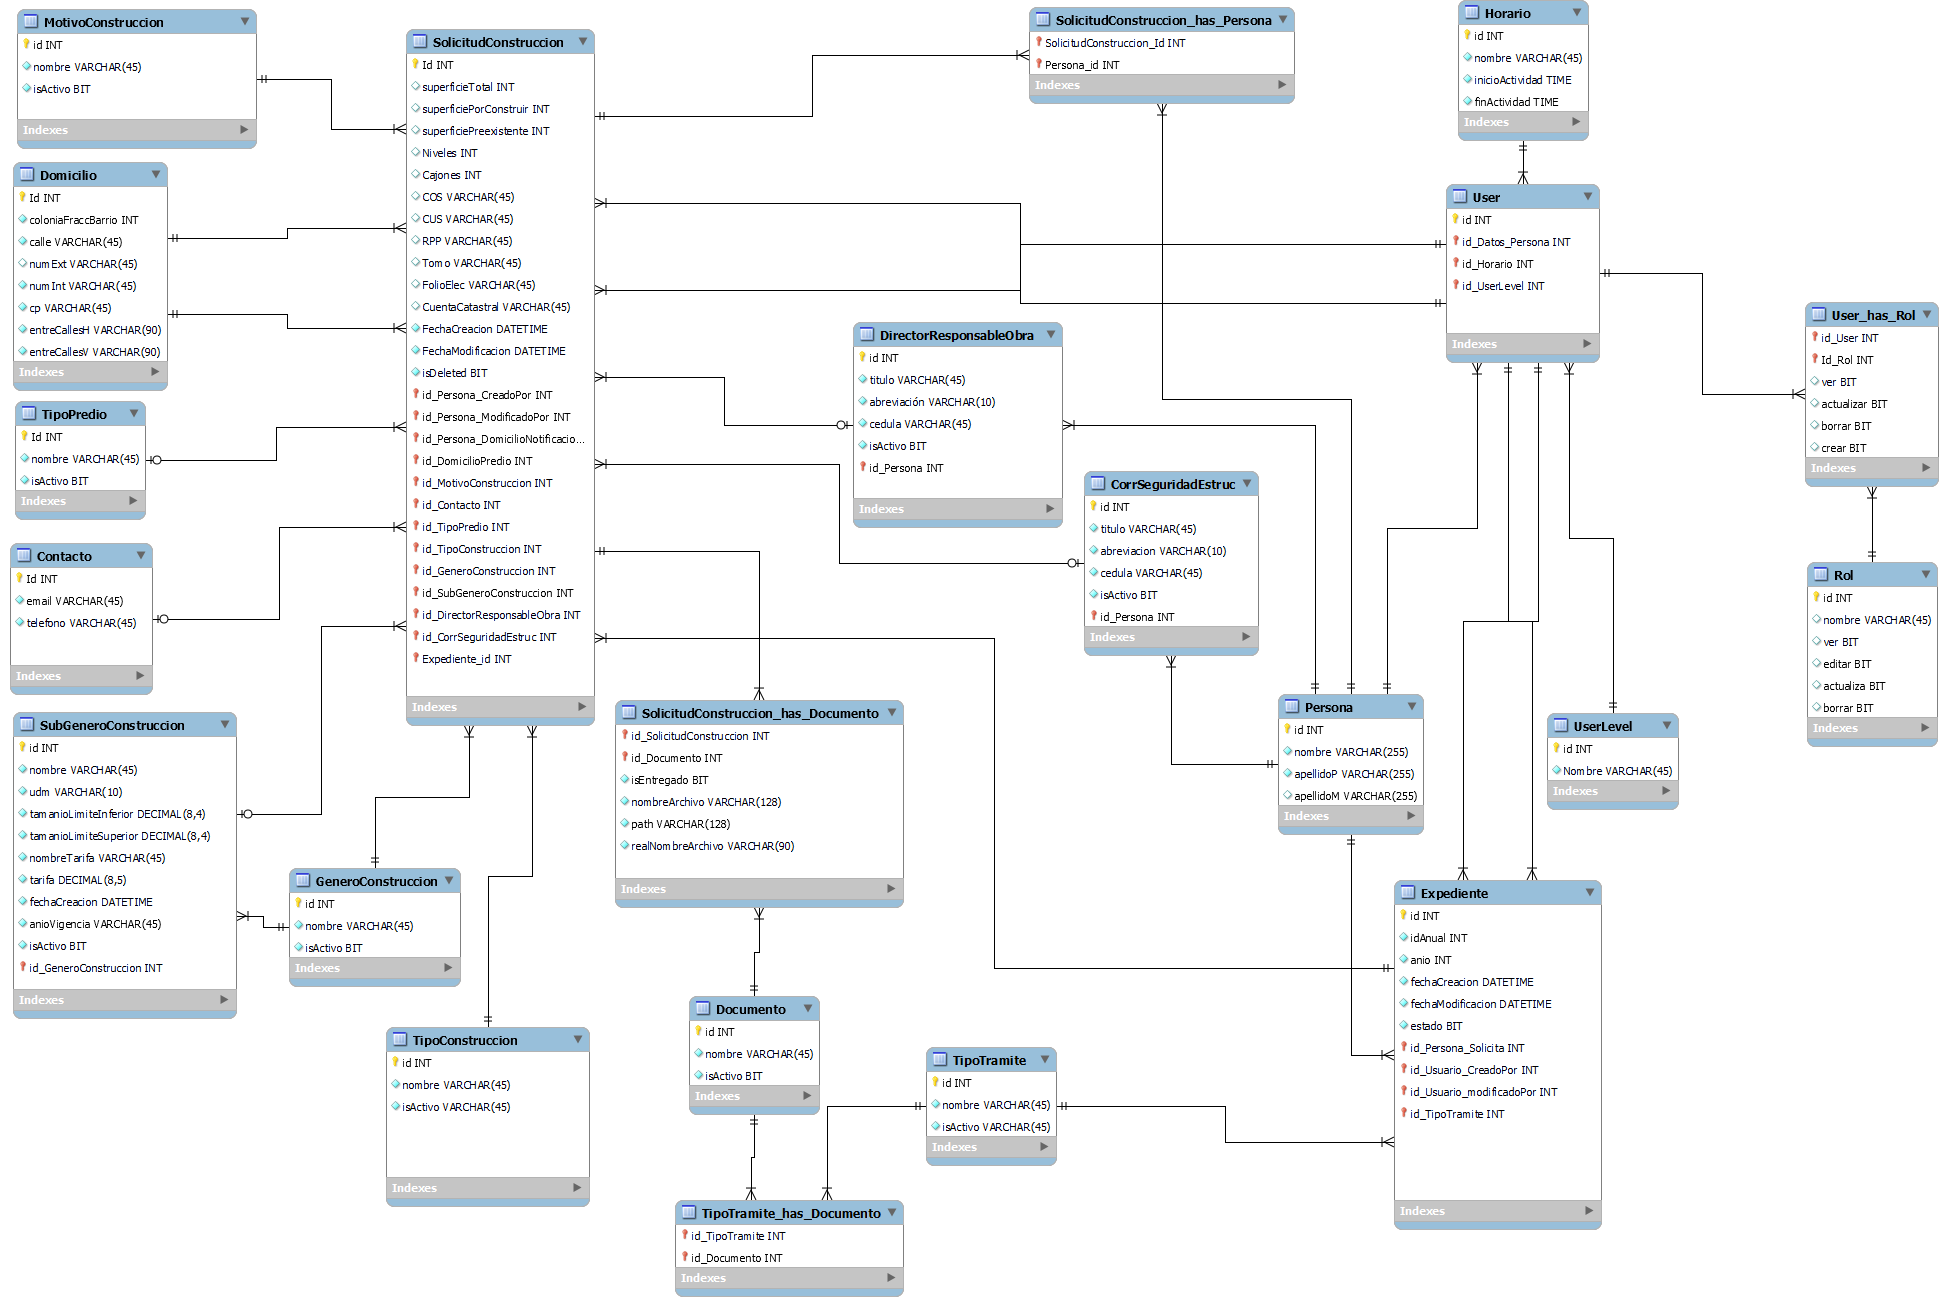 MotivoConstruccion
id INT
nombre VARCHAR(45)
isActivo BIT
Indexes
Domicilio
Id INT
coloniaFraccBarrio INT
calle VARCHAR(45)
numExt VARCHAR(45)
numInt VARCHAR(45)
cp VARCHAR(45)
entreCallesH VARCHAR(90)
entreCallesV VARCHAR(90)
Indexes
TipoPredio
Id INT
nombre VARCHAR(45)
isActivo BIT
Indexes
Contacto
Id INT
email VARCHAR(45)
telefono VARCHAR(45)
Indexes
SubGeneroConstruccion
id INT
nombre VARCHAR(45)
udm VARCHAR(10)
tamanioLimiteInferior DECIMAL(8,4)
tamanioLimiteSuperior DECIMAL(8,4)
nombreTarifa VARCHAR(45)
tarifa DECIMAL(8,5)
fechaCreacion DATETIME
anioVigencia VARCHAR(45)
isActivo BIT
id_GeneroConstruccion INT
Indexes
SolicitudConstruccion
Id INT
superficieTotal INT
superficiePorConstruir INT
superficiePreexistente INT
Niveles INT
Cajones INT
COS VARCHAR(45)
CUS VARCHAR(45)
RPP VARCHAR(45)
Tomo VARCHAR(45)
FolioElec VARCHAR(45)
CuentaCatastral VARCHAR(45)
FechaCreacion DATETIME
FechaModificacion DATETIME
isDeleted BIT
id_Persona_CreadoPor INT
id_Persona_ModificadoPor INT
id_Persona_DomicilioNotificacio...
id_DomicilioPredio INT
id_MotivoConstruccion INT
id_Contacto INT
id_TipoPredio INT
id_TipoConstruccion INT
id_GeneroConstruccion INT
id_SubGeneroConstruccion INT
id_DirectorResponsableObra INT
id_CorrSeguridadEstruc INT
Expediente_id INT
Indexes
GeneroConstruccion
id INT
nombre VARCHAR(45)
isActivo BIT
Indexes
TipoConstruccion
id INT
nombre VARCHAR(45)
isActivo VARCHAR(45)
Indexes
SolicitudConstruccion_has_Persona
SolicitudConstruccion_Id INT
Persona_id INT
Indexes
DirectorResponsableObra
id INT
titulo VARCHAR(45)
abreviación VARCHAR(10)
cedula VARCHAR(45)
isActivo BIT
id_Persona INT
Indexes
CorrSeguridadEstruc
id INT
titulo VARCHAR(45)
abreviacion VARCHAR(10)
cedula VARCHAR(45)
isActivo BIT
id_Persona INT
Indexes
SolicitudConstruccion_has_Documento
id_SolicitudConstruccion INT
id_Documento INT
isEntregado BIT
nombreArchivo VARCHAR(128)
path VARCHAR(128)
realNombreArchivo VARCHAR(90)
Indexes
Documento
id INT
nombre VARCHAR(45)
isActivo BIT
Indexes
TipoTramite
id INT
nombre VARCHAR(45)
isActivo VARCHAR(45)
Indexes
TipoTramite_has_Documento
id_TipoTramite INT
id_Documento INT
Indexes
Horario
id INT
nombre VARCHAR(45)
inicioActividad TIME
finActividad TIME
Indexes
User
id INT
id_Datos_Persona INT
id_Horario INT
id_UserLevel INT
Indexes
User_has_Rol
id_User INT
Id_Rol INT
ver BIT
actualizar BIT
borrar BIT
crear BIT
Indexes
Rol
id INT
nombre VARCHAR(45)
ver BIT
editar BIT
actualiza BIT
borrar BIT
Indexes
Persona
id INT
nombre VARCHAR(255)
apellidoP VARCHAR(255)
apellidoM VARCHAR(255)
Indexes
UserLevel
id INT
Nombre VARCHAR(45)
Indexes
Expediente
id INT
idAnual INT
anio INT
fechaCreacion DATETIME
fechaModificacion DATETIME
estado BIT
id_Persona_Solicita INT
id_Usuario_CreadoPor INT
id_Usuario_modificadoPor INT
id_TipoTramite INT
Indexes